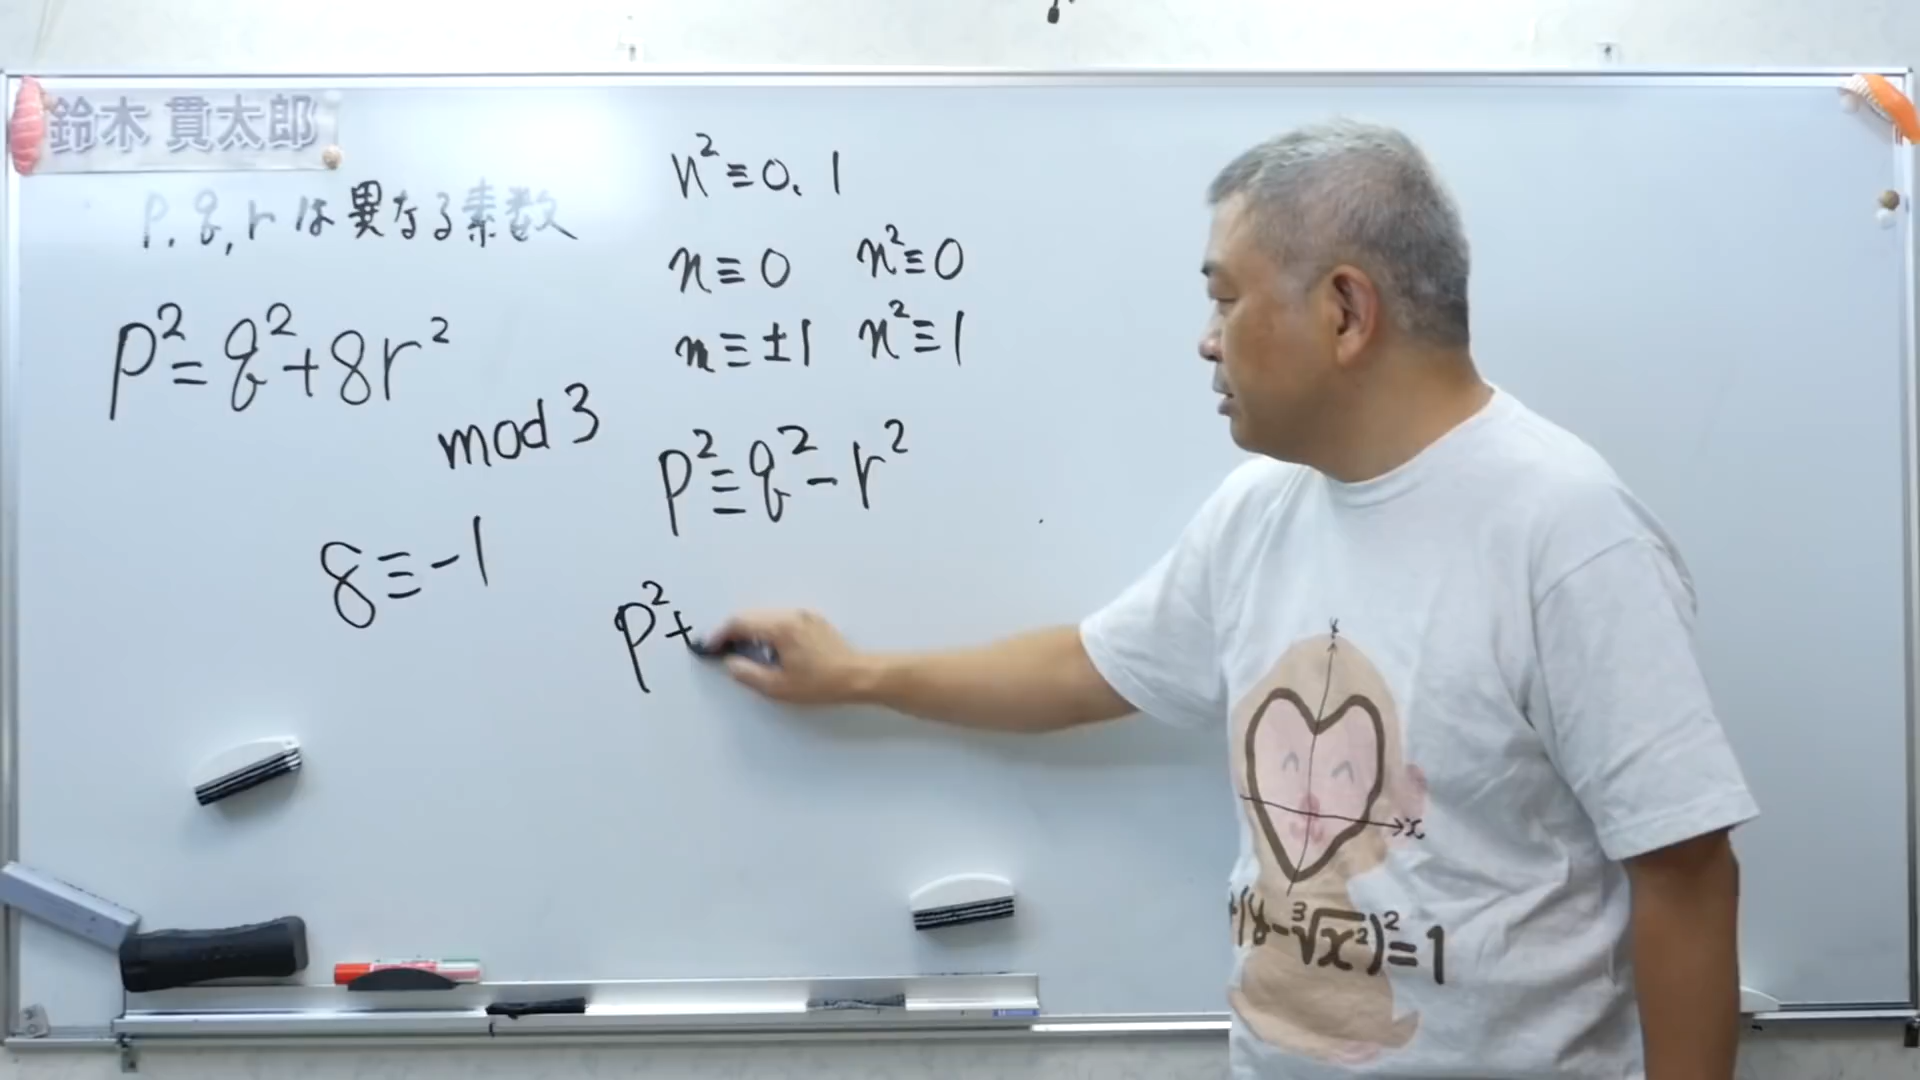 鈴木 貫太郎
p, q, rは異なる素数
p²=q²+8r²
mod 3
8≡-1
n²≡0, 1
n≡0 n²≡0
n≡±1 n²≡1
p²≡q²-r²
p²+
y
x
+(y-∛x²)²=1